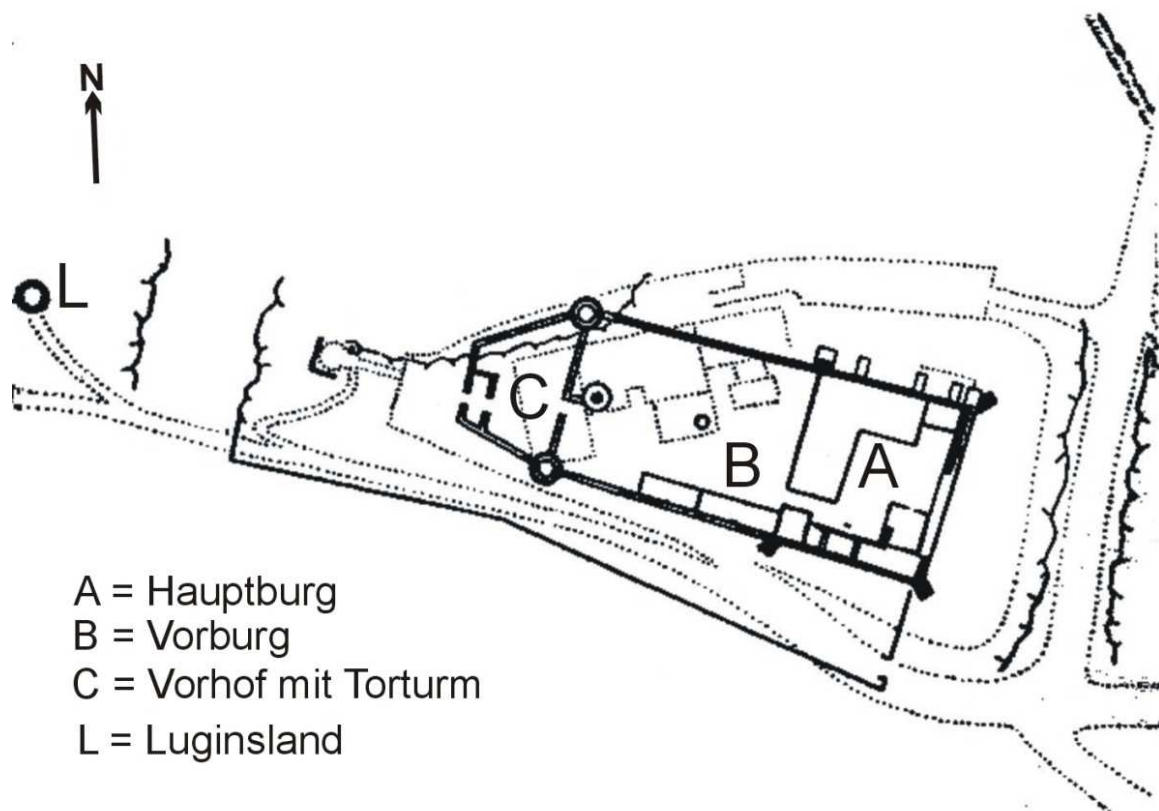 N
L
C
B
A
A = Hauptburg
B = Vorburg
C = Vorhof mit Torturm
L = Luginsland